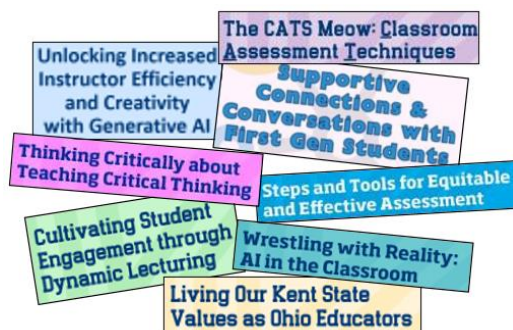 The CATS Meow: Classroom
Assessment Techniques
Unlocking Increased
Instructor Efficiency
and Creativity
with Generative AI
Supportive
Connections &
Conversations with
First Gen Students
Thinking Critically about
Teaching Critical Thinking
Steps and Tools for Equitable
and Effective Assessment
Cultivating Student
Engagement through
Dynamic Lecturing
Wrestling with Reality:
AI in the Classroom
Living Our Kent State
Values as Ohio Educators